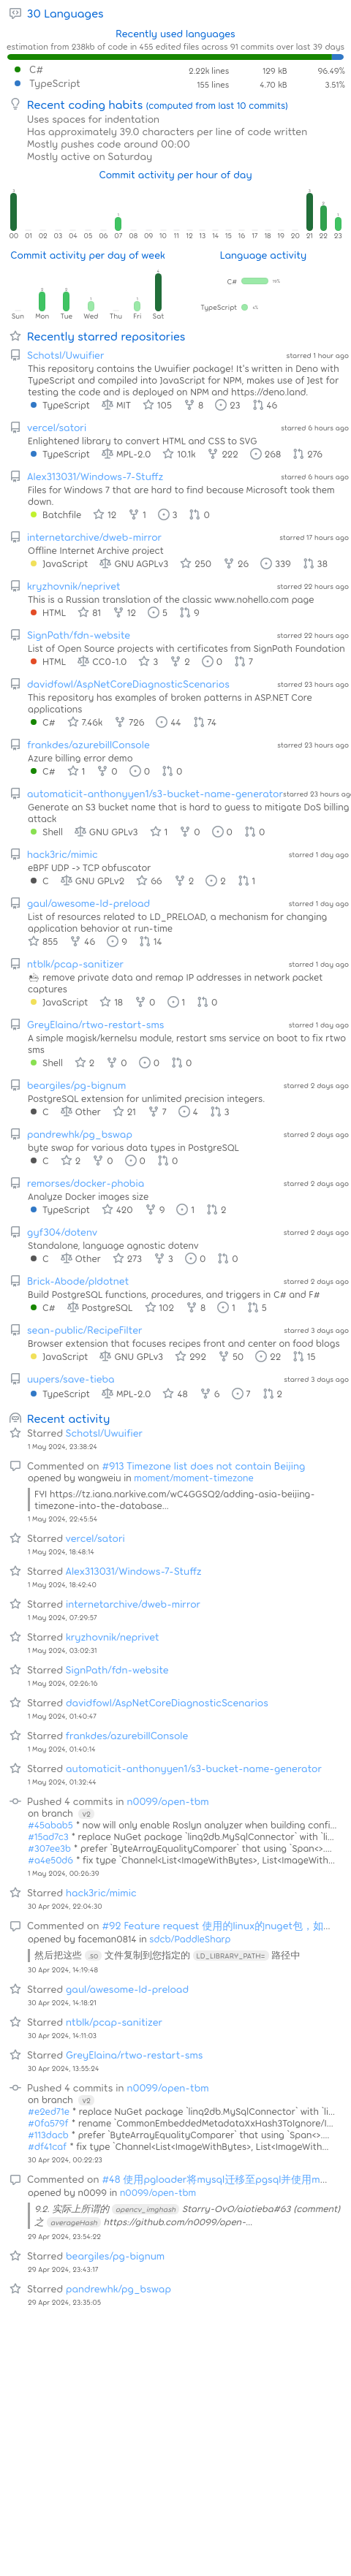 30 Languages
Recently used languages
estimation from 238kb of code in 455 edited files across 91 commits over last 39 days
C# 2.22k lines 129 kB 96.49%
TypeScript 155 lines 4.70 kB 3.51%
Recent coding habits (computed from last 10 commits)
Uses spaces for indentation
Has approximately 39.0 characters per line of code written
Mostly pushes code around 00:00
Mostly active on Saturday
Commit activity per hour of day
00 01 02 03 04 05 06 07 08 09 10 11 12 13 14 15 16 17 18 19 20 21 22 23
Commit activity per day of week
Language activity
C#
TypeScript
Sun Mon Tue Wed Thu Fri Sat
Recently starred repositories
Schotsl/Uwuifier starred 1 hour ago
This repository contains the Uwuifier package! It's written in Deno with
TypeScript and compiled into JavaScript for NPM, makes use of Jest for
testing the code and is deployed on NPM and https://deno.land.
TypeScript MIT 105 8 23 46
vercel/satori starred 6 hours ago
Enlightened library to convert HTML and CSS to SVG
TypeScript MPL-2.0 10.1k 222 268 276
Alex313031/Windows-7-Stuffz starred 6 hours ago
Files for Windows 7 that are hard to find because Microsoft took them
down.
Batchfile 12 1 3 0
internetarchive/dweb-mirror starred 17 hours ago
Offline Internet Archive project
JavaScript GNU AGPLv3 250 26 339 38
kryzhovnik/neprivet starred 22 hours ago
This is a Russian translation of the classic www.nohello.com page
HTML 81 12 5 9
SignPath/fdn-website starred 22 hours ago
List of Open Source projects with certificates from SignPath Foundation
HTML CC0-1.0 3 2 0 7
davidfowl/AspNetCoreDiagnosticScenarios starred 23 hours ago
This repository has examples of broken patterns in ASP.NET Core
applications
C# 7.46k 726 44 74
frankdes/azurebillConsole starred 23 hours ago
Azure billing error demo
C# 1 0 0 0
automaticit-anthonyyen1/s3-bucket-name-generator starred 23 hours ag
Generate an S3 bucket name that is hard to guess to mitigate DoS billing
attack
Shell GNU GPLv3 1 0 0 0
hack3ric/mimic starred 1 day ago
eBPF UDP -> TCP obfuscator
C GNU GPLv2 66 2 2 1
gaul/awesome-ld-preload starred 1 day ago
List of resources related to LD_PRELOAD, a mechanism for changing
application behavior at run-time
855 46 9 14
ntblk/pcap-sanitizer starred 1 day ago
remove private data and remap IP addresses in network packet
captures
JavaScript 18 0 1 0
GreyElaina/rtwo-restart-sms starred 1 day ago
A simple magisk/kernelsu module, restart sms service on boot to fix rtwo
sms
Shell 2 0 0 0
beargiles/pg-bignum starred 2 days ago
PostgreSQL extension for unlimited precision integers.
C Other 21 7 4 3
pandrewhk/pg_bswap starred 2 days ago
byte swap for various data types in PostgreSQL
C 2 0 0 0
remorses/docker-phobia starred 2 days ago
Analyze Docker images size
TypeScript 420 9 1 2
gyf304/dotenv starred 2 days ago
Standalone, language agnostic dotenv
C Other 273 3 0 0
Brick-Abode/pldotnet starred 2 days ago
Build PostgreSQL functions, procedures, and triggers in C# and F#
C# PostgreSQL 102 8 1 5
sean-public/RecipeFilter starred 3 days ago
Browser extension that focuses recipes front and center on food blogs
JavaScript GNU GPLv3 292 50 22 15
uupers/save-tieba starred 3 days ago
TypeScript MPL-2.0 48 6 7 2
Recent activity
Starred Schotsl/Uwuifier
1 May 2024, 23:38:24
Commented on #913 Timezone list does not contain Beijing
opened by wangweiu in moment/moment-timezone
FYI https://tz.iana.narkive.com/wC4GGSQ2/adding-asia-beijing-
timezone-into-the-database...
1 May 2024, 22:45:54
Starred vercel/satori
1 May 2024, 18:48:14
Starred Alex313031/Windows-7-Stuffz
1 May 2024, 18:42:40
Starred internetarchive/dweb-mirror
1 May 2024, 07:29:57
Starred kryzhovnik/neprivet
1 May 2024, 03:02:31
Starred SignPath/fdn-website
1 May 2024, 02:26:16
Starred davidfowl/AspNetCoreDiagnosticScenarios
1 May 2024, 01:40:47
Starred frankdes/azurebillConsole
1 May 2024, 01:40:14
Starred automaticit-anthonyyen1/s3-bucket-name-generator
1 May 2024, 01:32:44
Pushed 4 commits in n0099/open-tbm
on branch v2
#45abab5 * now will only enable Roslyn analyzer when building confi...
#15ad7c3 * replace NuGet package `linq2db.MySqlConnector` with `li...
#307ee3b * prefer `ByteArrayEqualityComparer` that using `Span<>....
#a4e50d6 * fix type `Channel<List<ImageWithBytes>, List<ImageWith...
1 May 2024, 00:26:39
Starred hack3ric/mimic
30 Apr 2024, 22:04:30
Commented on #92 Feature request 使用的linux的nuget包，如...
opened by faceman0814 in sdcb/PaddleSharp
然后把这些 .so 文件复制到您指定的 LD_LIBRARY_PATH= 路径中
30 Apr 2024, 14:19:48
Starred gaul/awesome-ld-preload
30 Apr 2024, 14:18:21
Starred ntblk/pcap-sanitizer
30 Apr 2024, 14:11:03
Starred GreyElaina/rtwo-restart-sms
30 Apr 2024, 13:55:24
Pushed 4 commits in n0099/open-tbm
on branch v2
#e2ed71e * replace NuGet package `linq2db.MySqlConnector` with `li...
#0fa579f * rename `CommonEmbeddedMetadataXxHash3ToIgnore/I...
#113dacb * prefer `ByteArrayEqualityComparer` that using `Span<>....
#df41caf * fix type `Channel<List<ImageWithBytes>, List<ImageWith...
30 Apr 2024, 00:22:23
Commented on #48 使用pgloader将mysql迁移至pgsql并使用m...
opened by n0099 in n0099/open-tbm
9.2. 实际上所谓的 opencv_imghash Starry-OvO/aiotieba#63 (comment)
之 averageHash https://github.com/n0099/open-...
29 Apr 2024, 23:54:22
Starred beargiles/pg-bignum
29 Apr 2024, 23:43:17
Starred pandrewhk/pg_bswap
29 Apr 2024, 23:35:05